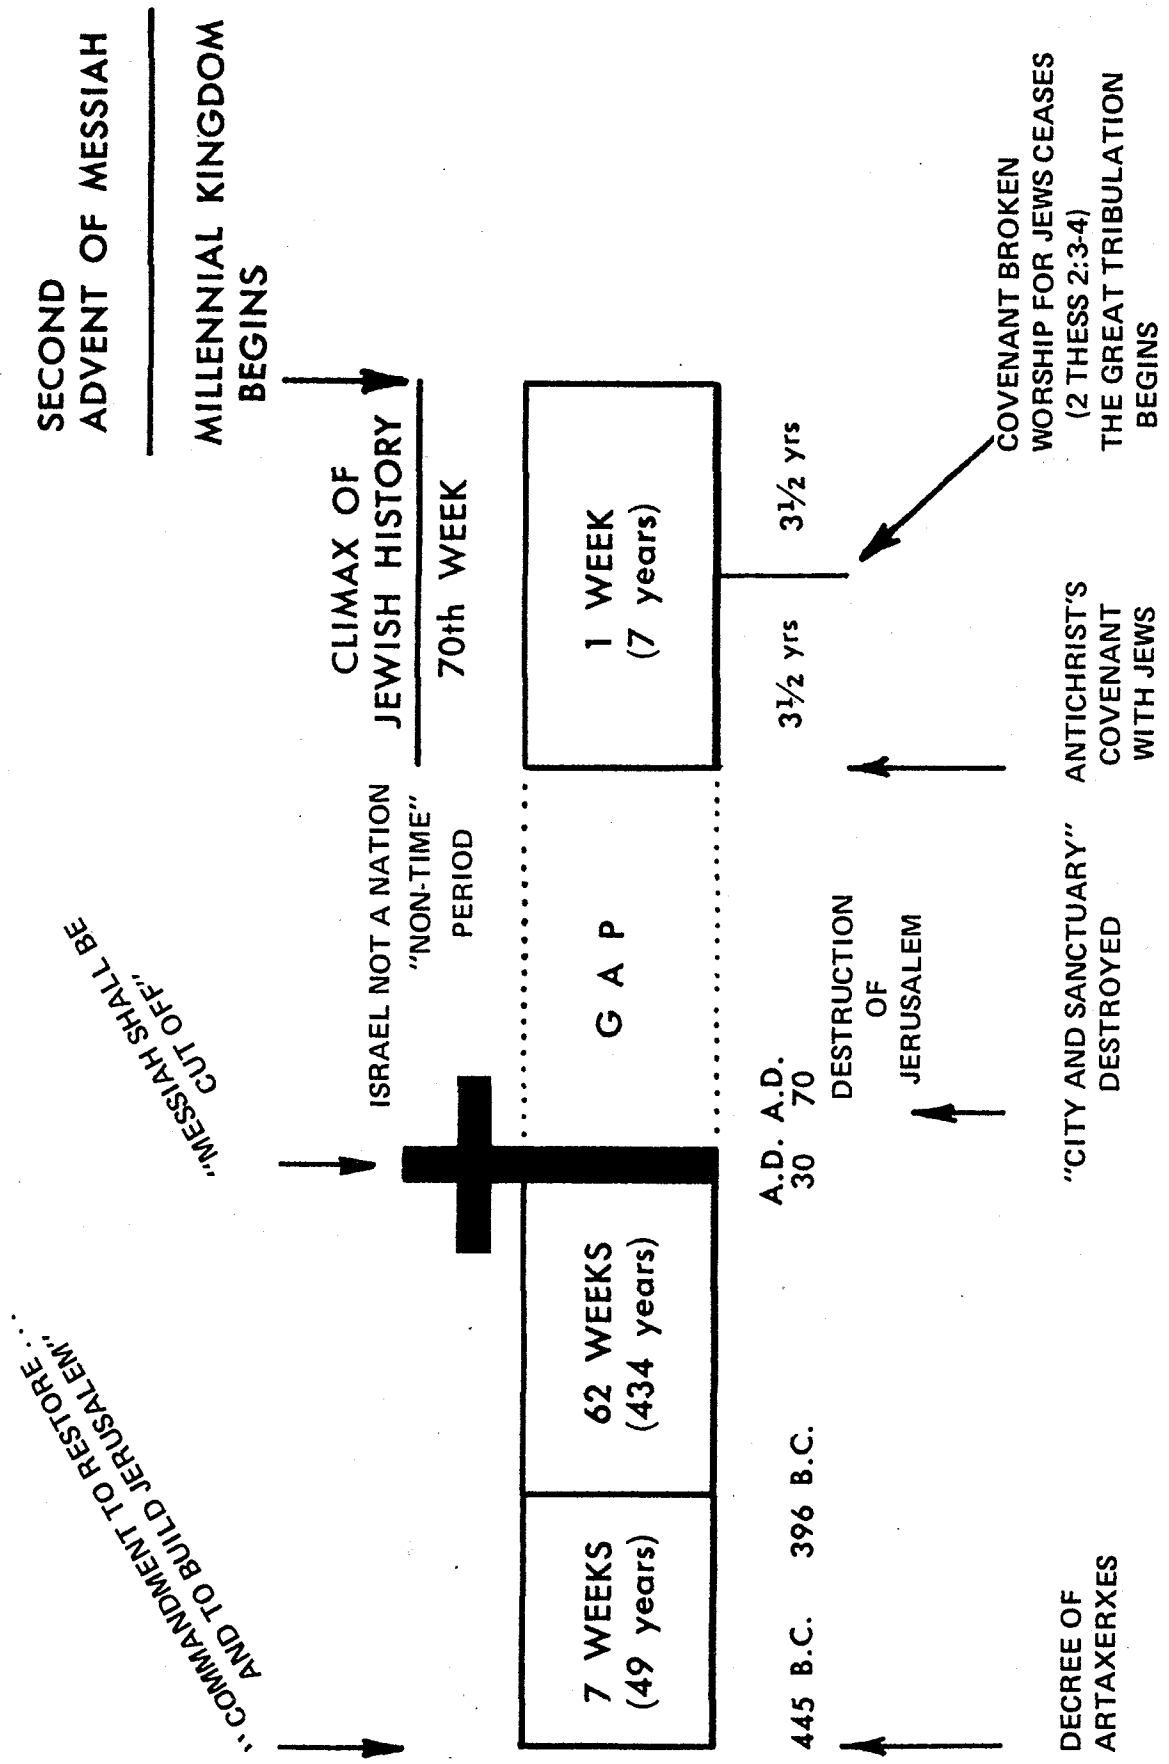 "COMMANDMENT TO RESTORE . . .
AND TO BUILD JERUSALEM"
"MESSIAH SHALL BE
CUT OFF"
SECOND
ADVENT OF MESSIAH
MILLENNIAL KINGDOM
BEGINS
ISRAEL NOT A NATION
"NON-TIME"
PERIOD
CLIMAX OF
JEWISH HISTORY
70th WEEK
7 WEEKS
(49 years)
62 WEEKS
(434 years)
G A P
1 WEEK
(7 years)
445 B.C.
396 B.C.
A.D.
30
A.D.
70
3½ yrs
3½ yrs
DESTRUCTION
OF
JERUSALEM
DECREE OF
ARTAXERXES
"CITY AND SANCTUARY"
DESTROYED
ANTICHRIST'S
COVENANT
WITH JEWS
COVENANT BROKEN
WORSHIP FOR JEWS CEASES
(2 THESS 2:3-4)
THE GREAT TRIBULATION
BEGINS